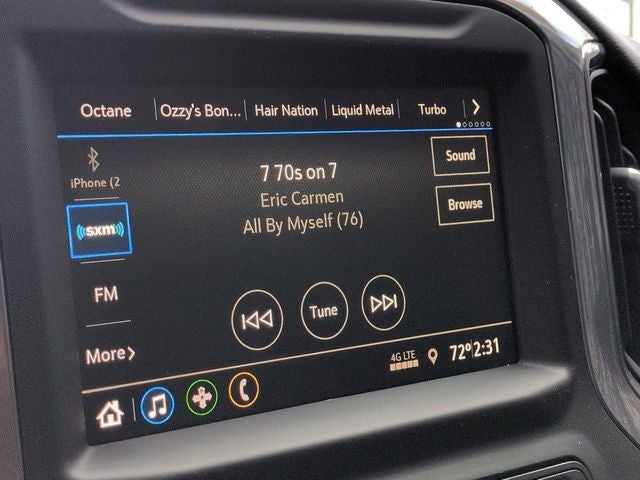 Octane Ozzy's Bon... Hair Nation Liquid Metal Turbo
iPhone (2
7 70s on 7
Sound
Eric Carmen
sxm
Browse
All By Myself (76)
FM
Tune
More
4G LTE
72° 2:31